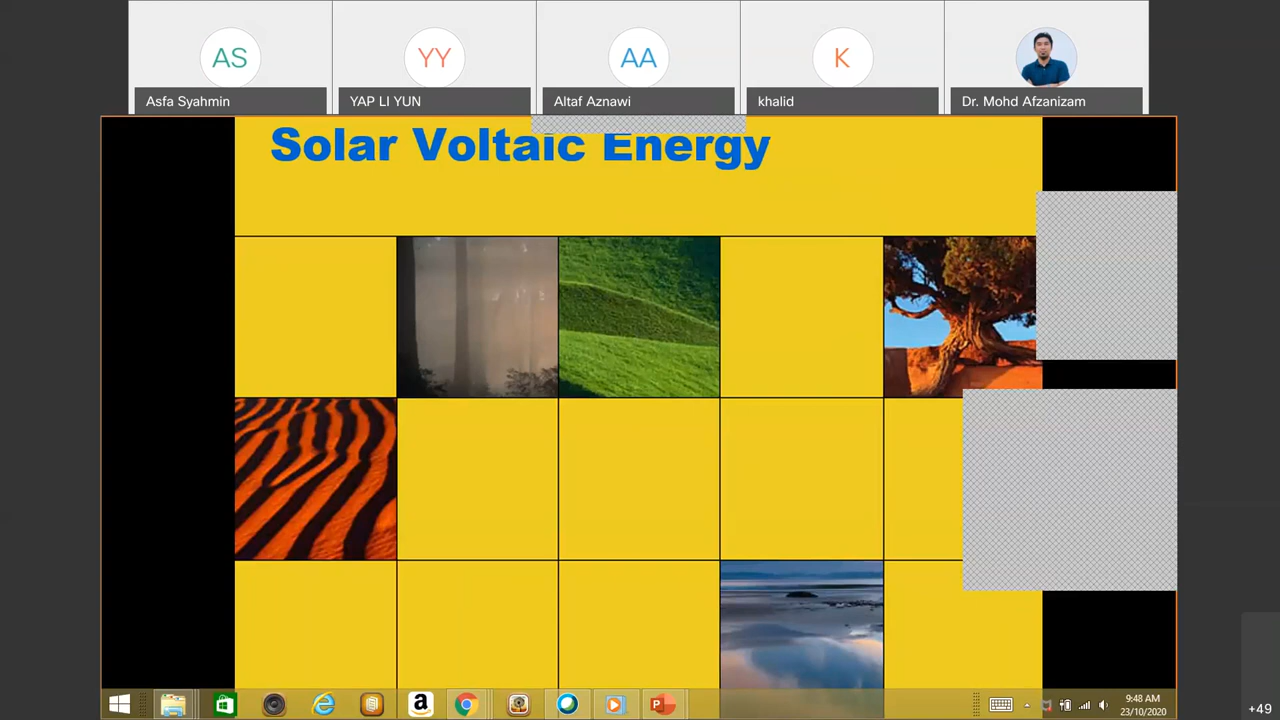 AS
YY
AA
K
Asfa Syahmin
YAP LI YUN
Altaf Aznawi
khalid
Dr. Mohd Afzanizam
Solar Voltaic Energy
9:48 AM
23/10/2020
+49